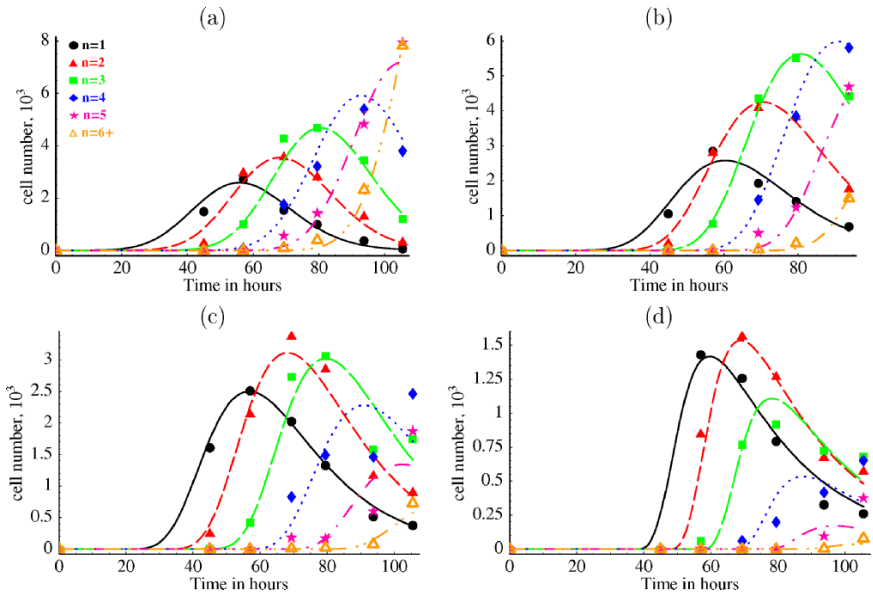 (a)
8
6
4
2
0
n=1
n=2
n=3
n=4
n=5
n=6+
cell number, 10³
0 20 40 60 80 100
Time in hours
(b)
6
5
4
3
2
1
0
cell number, 10³
0 20 40 60 80
Time in hours
(c)
3
2.5
2
1.5
1
0.5
0
cell number, 10³
0 20 40 60 80 100
Time in hours
(d)
1.5
1.25
1
0.75
0.5
0.25
0
cell number, 10³
0 20 40 60 80 100
Time in hours